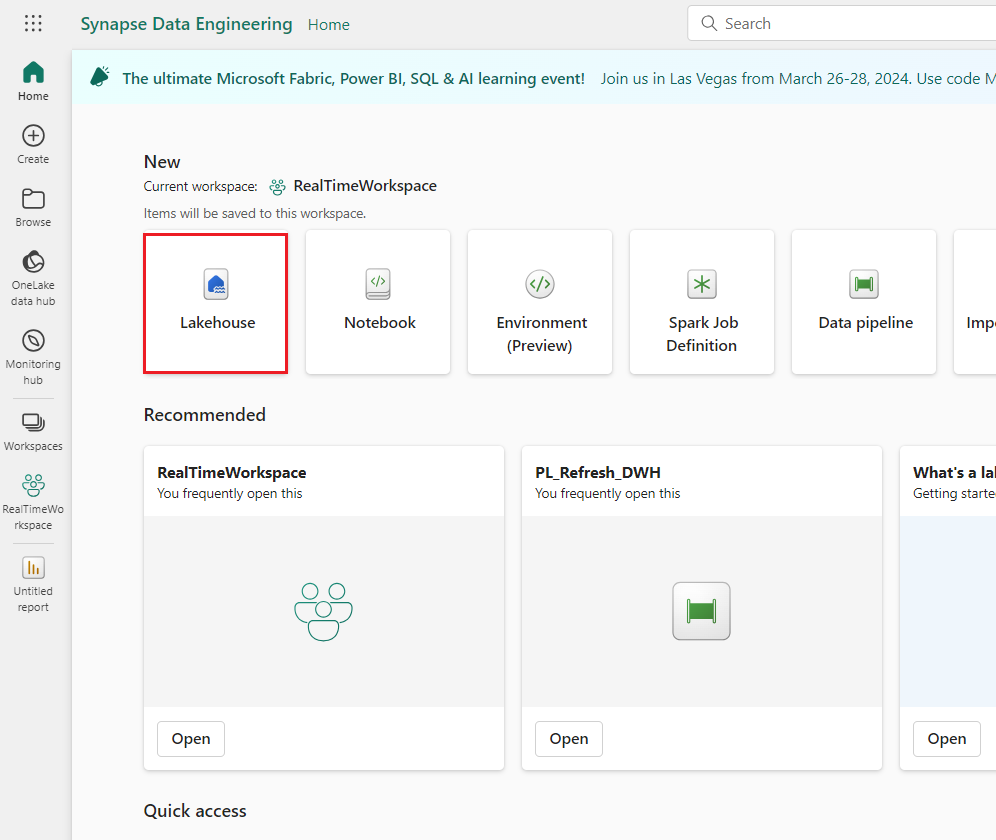 Synapse Data Engineering Home
Search
Home
Create
Browse
OneLake
data hub
Monitoring
hub
Workspaces
RealTimeWo
rkspace
Untitled
report
The ultimate Microsoft Fabric, Power BI, SQL & AI learning event! Join us in Las Vegas from March 26-28, 2024. Use code M
New
Current workspace: RealTimeWorkspace
Items will be saved to this workspace.
Lakehouse
Notebook
Environment
(Preview)
Spark Job
Definition
Data pipeline
Impo
Recommended
RealTimeWorkspace
You frequently open this
Open
PL_Refresh_DWH
You frequently open this
Open
What's a la
Getting starte
Open
Quick access